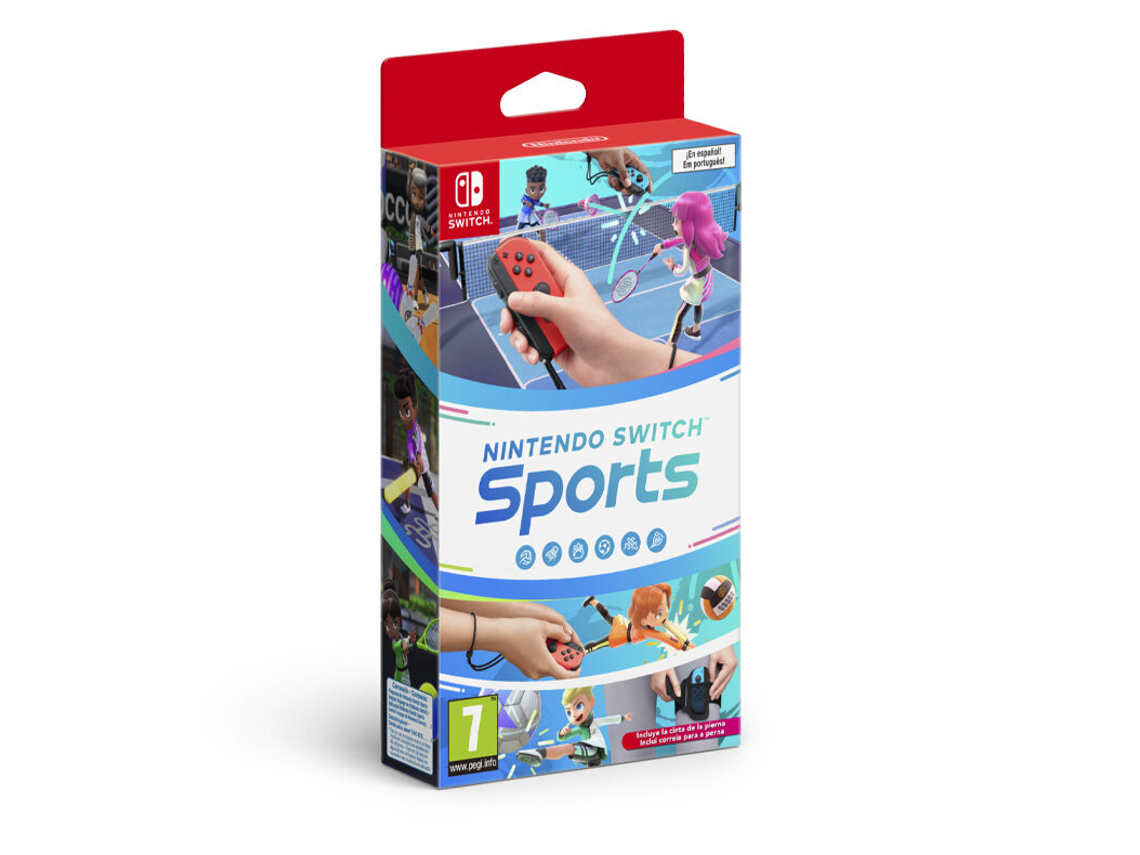 Nintendo
¡En español!
Em português!
NINTENDO
SWITCH™
NINTENDO SWITCH™
Sports
7
www.pegi.info
Incluye la cinta de la pierna
Inclui correia para a perna